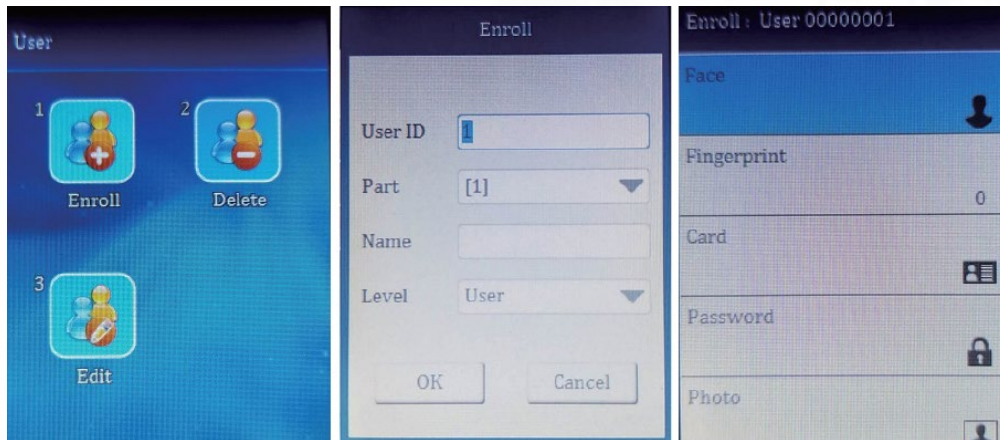 User
1
2
Enroll
Delete
3
Edit
Enroll
User ID
1
Part
[1]
Name
Level
User
OK
Cancel
Enroll : User 00000001
Face
Fingerprint
0
Card
Password
Photo